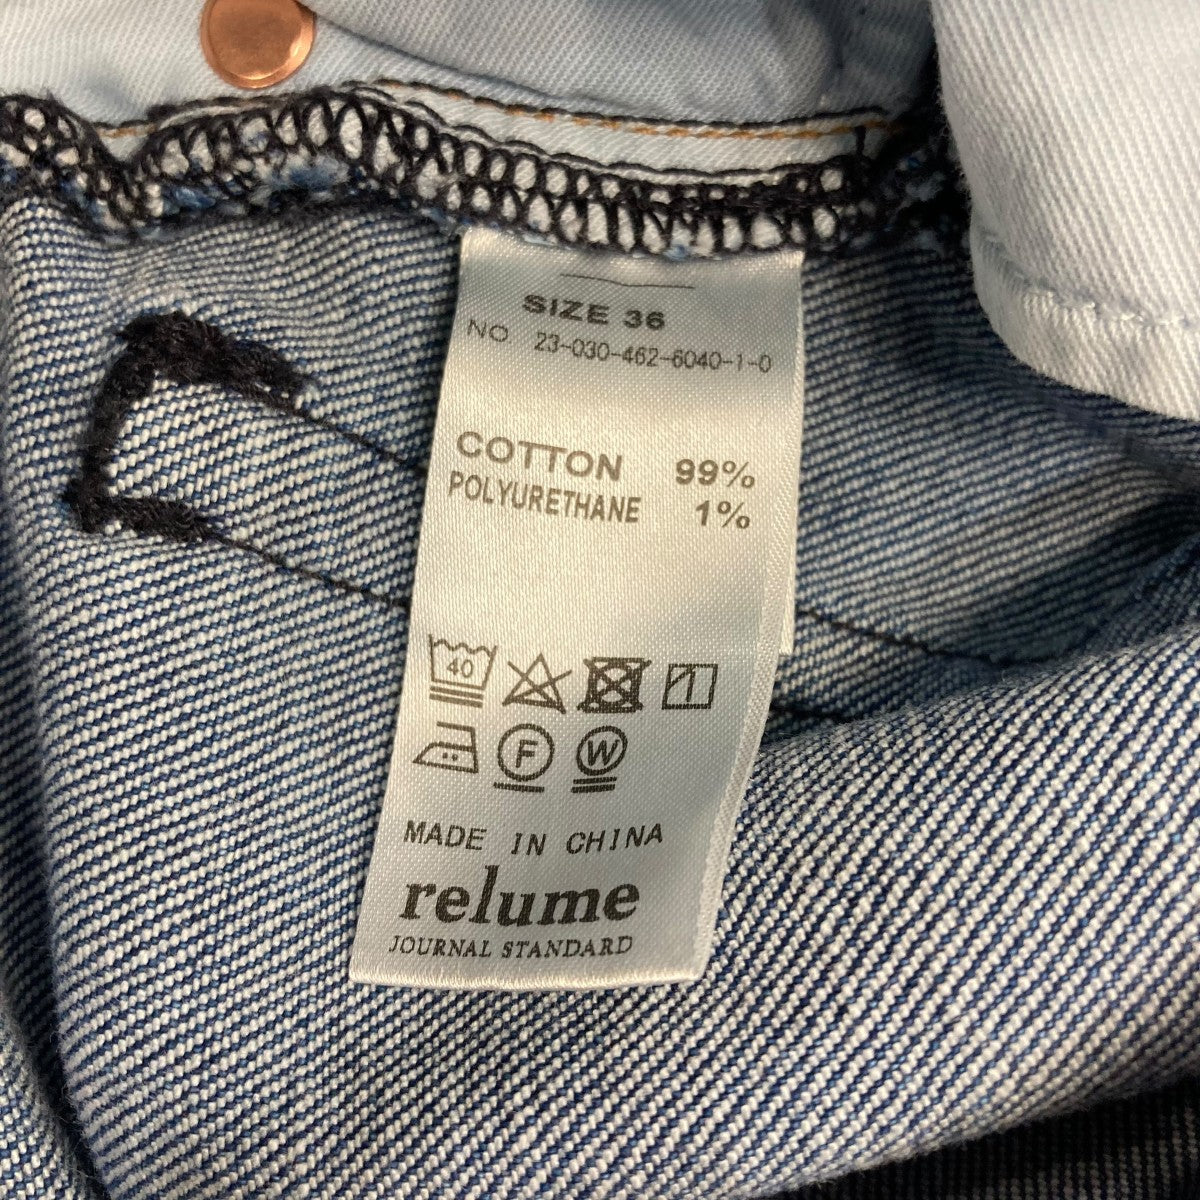 SIZE 36
NO 23-030-462-6040-1-0
COTTON 99%
POLYURETHANE 1%
40
F W
MADE IN CHINA
relume
JOURNAL STANDARD